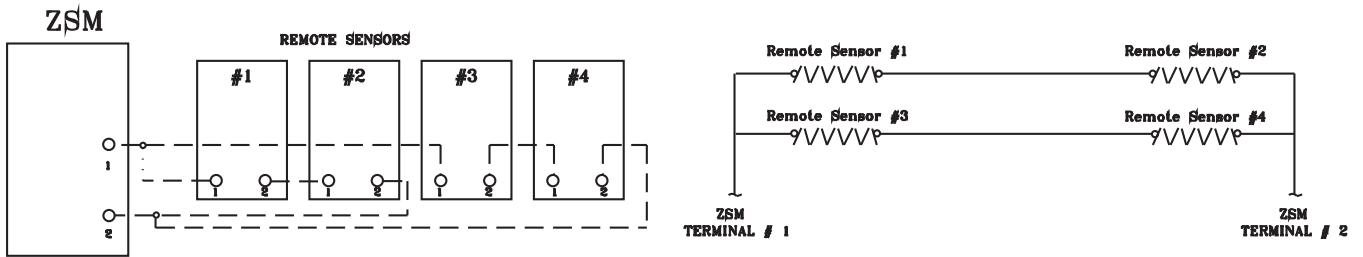 ZSM
REMOTE SENSORS
#1
#2
#3
#4
1
1
2
1
2
1
2
1
2
2
Remote Sensor #1
Remote Sensor #2
Remote Sensor #3
Remote Sensor #4
ZSM
TERMINAL # 1
ZSM
TERMINAL # 2